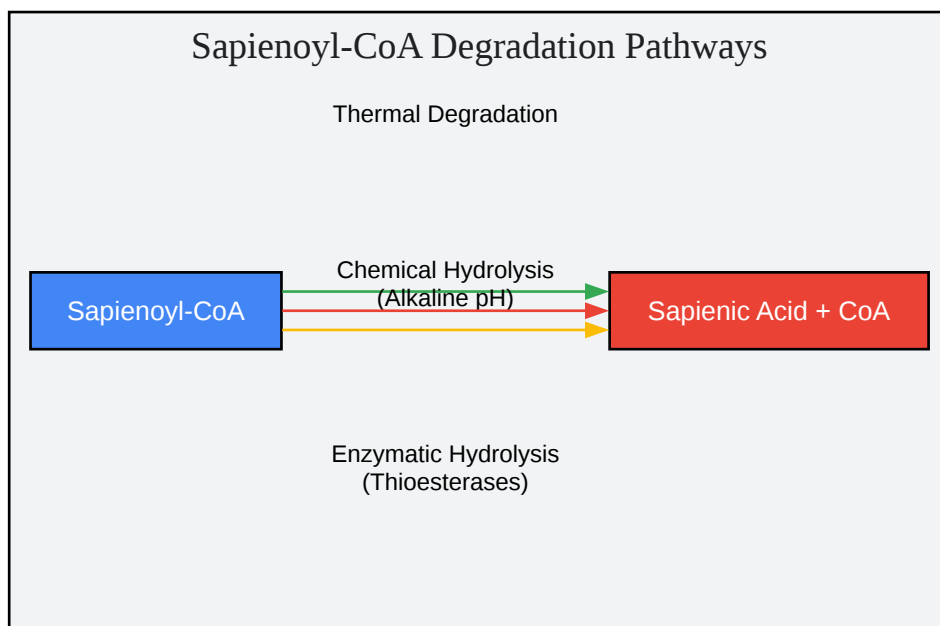 Sapienoyl-CoA Degradation Pathways
Thermal Degradation
Chemical Hydrolysis
(Alkaline pH)
Sapienoyl-CoA
Sapienic Acid + CoA
Enzymatic Hydrolysis
(Thioesterases)